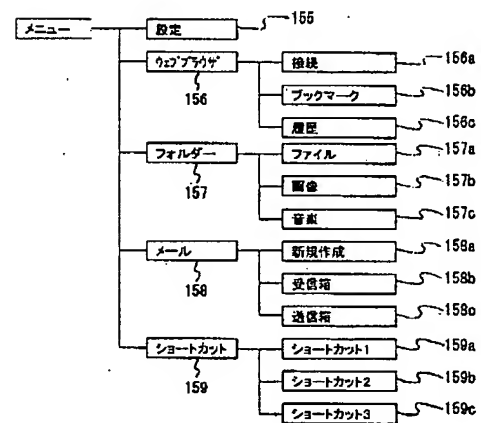 メニュー
設定
155
ウェブブラウザ
156
接続
156a
ブックマーク
156b
履歴
156c
フォルダー
157
ファイル
157a
画像
157b
音楽
157c
メール
158
新規作成
158a
受信箱
158b
送信箱
158c
ショートカット
159
ショートカット1
159a
ショートカット2
159b
ショートカット3
159c